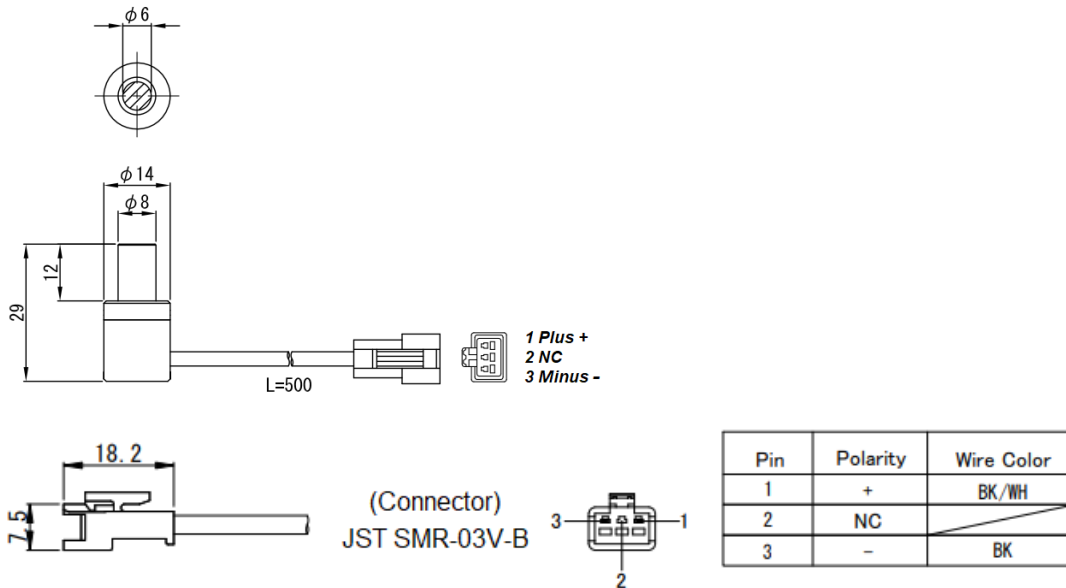 φ6
φ14
φ8
12
29
L=500
1 Plus +
2 NC
3 Minus -
18.2
7.5
(Connector)
JST SMR-03V-B
3
1
2
Pin Polarity Wire Color
1 + BK/WH
2 NC
3 − BK